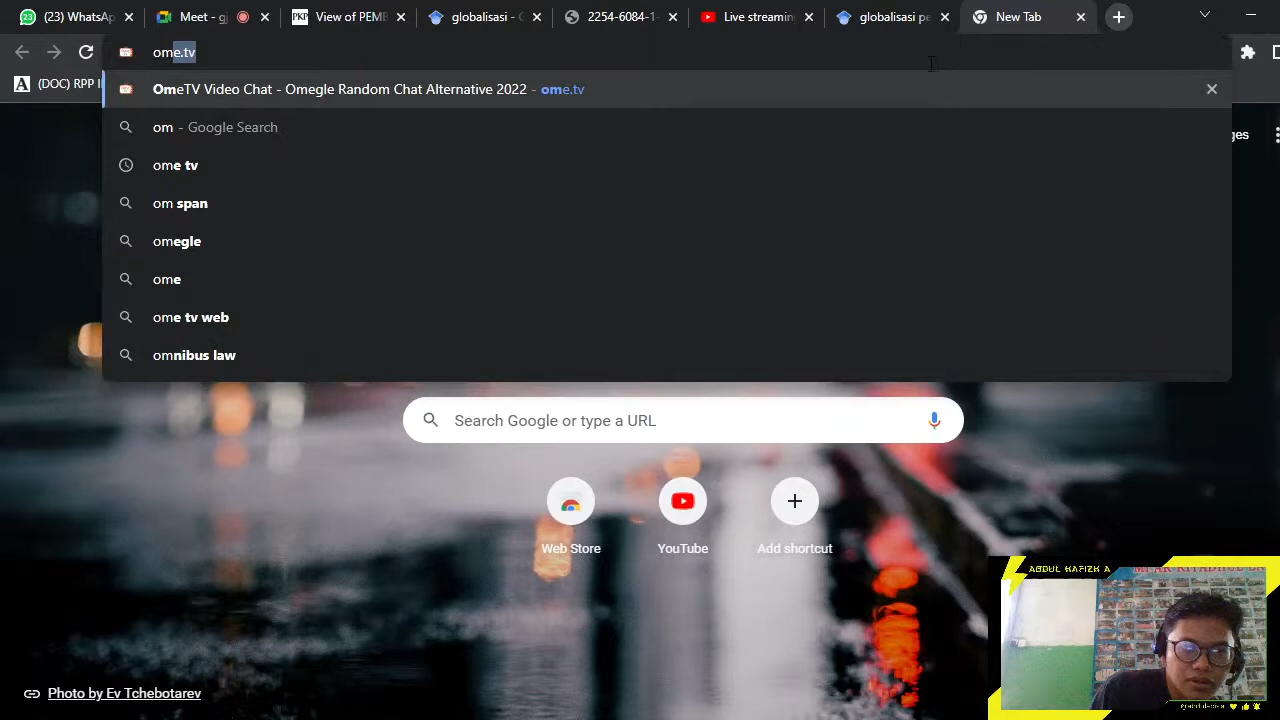 (23) WhatsA
Meet - gj
View of PEMB
globalisasi - G
2254-6084-1-
Live streamin
globalisasi pe
New Tab
ome.tv
(DOC) RPP I
OmeTV Video Chat - Omegle Random Chat Alternative 2022 - ome.tv
om - Google Search
ome tv
om span
omegle
ome
ome tv web
omnibus law
ges
Search Google or type a URL
Web Store
YouTube
Add shortcut
ABDUL HAFIZH A
Photo by Ev Tchebotarev